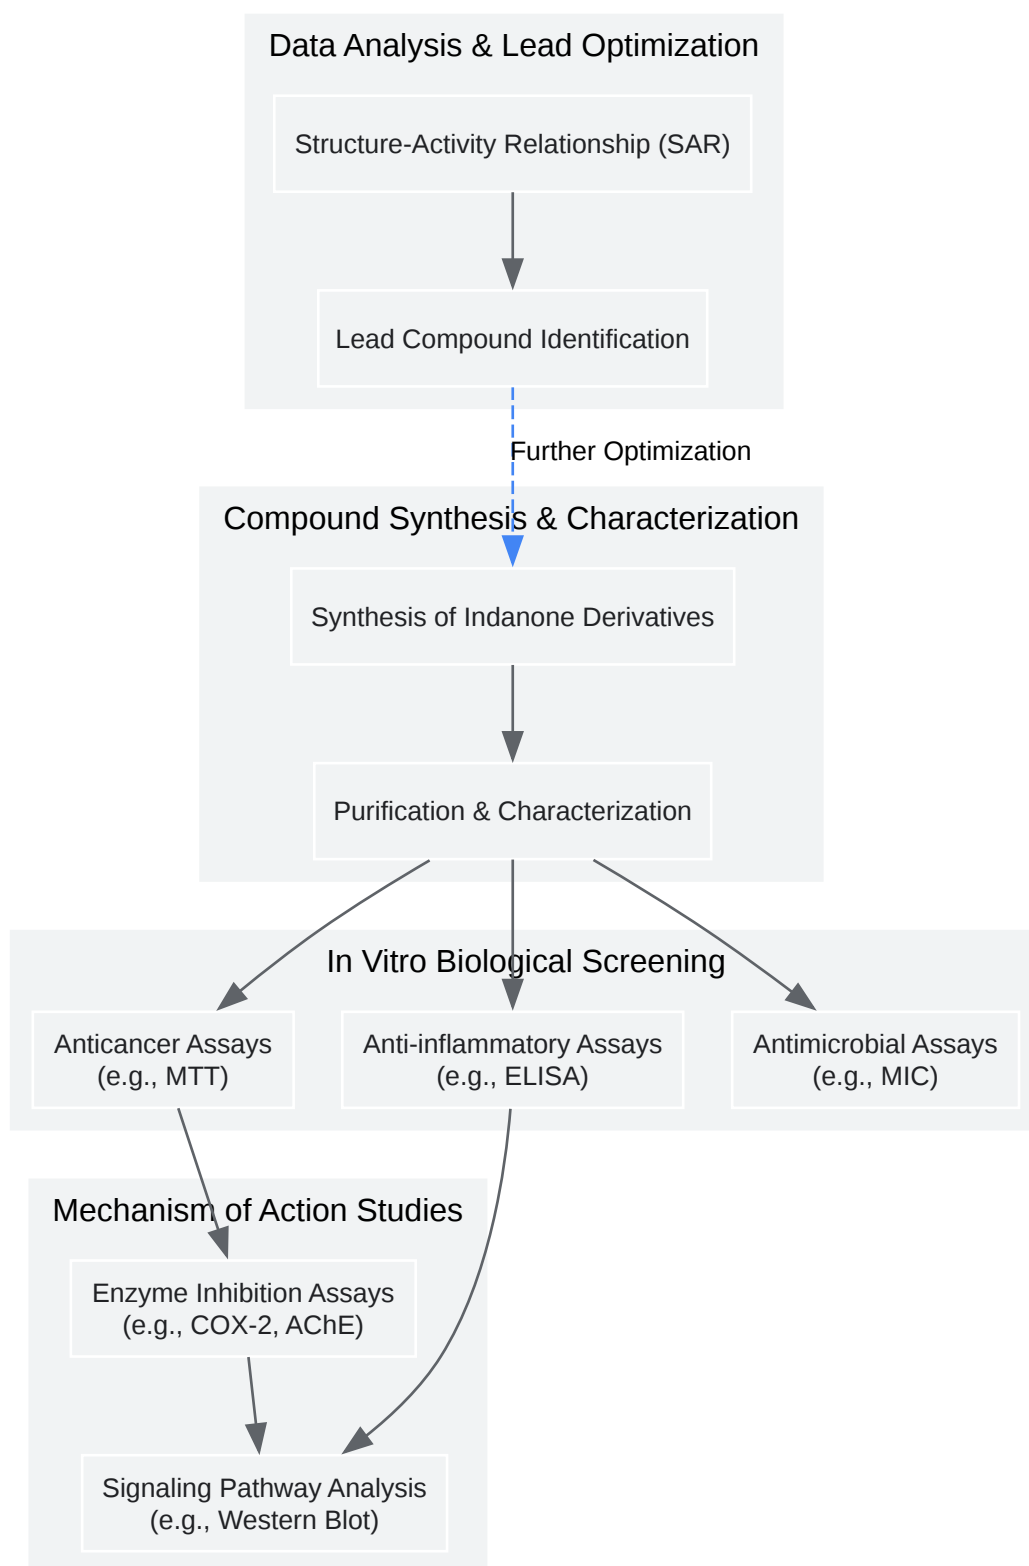 Data Analysis & Lead Optimization
Structure-Activity Relationship (SAR)
Lead Compound Identification
Further Optimization
Compound Synthesis & Characterization
Synthesis of Indanone Derivatives
Purification & Characterization
In Vitro Biological Screening
Anticancer Assays
(e.g., MTT)
Anti-inflammatory Assays
(e.g., ELISA)
Antimicrobial Assays
(e.g., MIC)
Mechanism of Action Studies
Enzyme Inhibition Assays
(e.g., COX-2, AChE)
Signaling Pathway Analysis
(e.g., Western Blot)